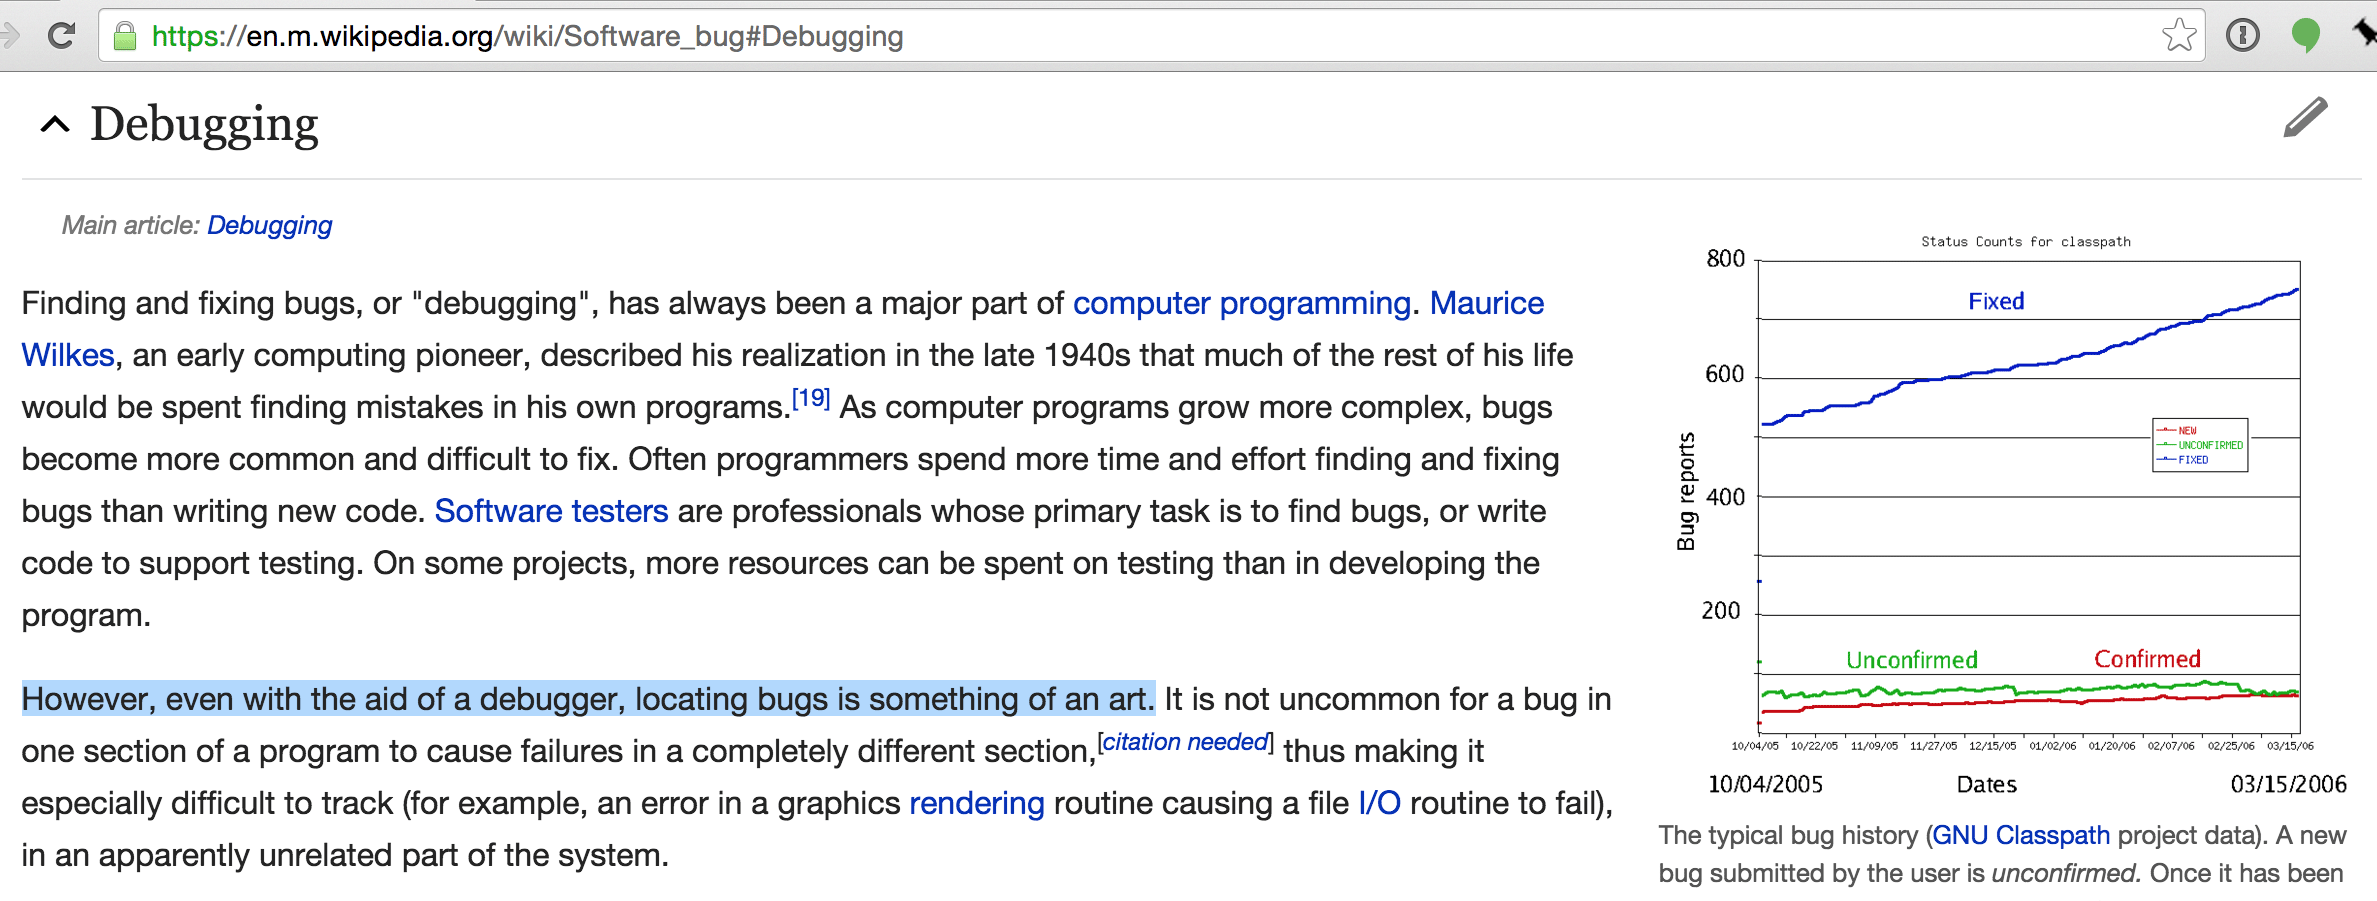 https://en.m.wikipedia.org/wiki/Software_bug#Debugging
Debugging
Main article: Debugging
Finding and fixing bugs, or "debugging", has always been a major part of computer programming. Maurice
Wilkes, an early computing pioneer, described his realization in the late 1940s that much of the rest of his life
would be spent finding mistakes in his own programs.[19] As computer programs grow more complex, bugs
become more common and difficult to fix. Often programmers spend more time and effort finding and fixing
bugs than writing new code. Software testers are professionals whose primary task is to find bugs, or write
code to support testing. On some projects, more resources can be spent on testing than in developing the
program.
However, even with the aid of a debugger, locating bugs is something of an art. It is not uncommon for a bug in
one section of a program to cause failures in a completely different section,[citation needed] thus making it
especially difficult to track (for example, an error in a graphics rendering routine causing a file I/O routine to fail),
in an apparently unrelated part of the system.
Status Counts for classpath
800
Fixed
600
NEW
UNCONFIRMED
FIXED
Bug reports
400
200
Unconfirmed
Confirmed
10/04/05 10/22/05 11/09/05 11/27/05 12/15/05 01/02/06 01/20/06 02/07/06 02/25/06 03/15/06
10/04/2005 Dates 03/15/2006
The typical bug history (GNU Classpath project data). A new
bug submitted by the user is unconfirmed. Once it has been